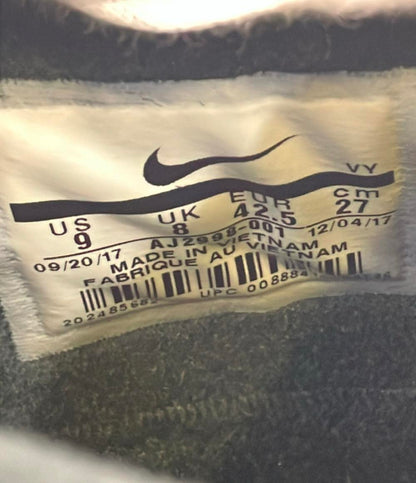 VY
US UK EUR cm
9 8 42.5 27
09/20/17 AJ2998-001 12/04/17
MADE IN VIETNAM
FABRIQUE AU VIETNAM
UPC 008884